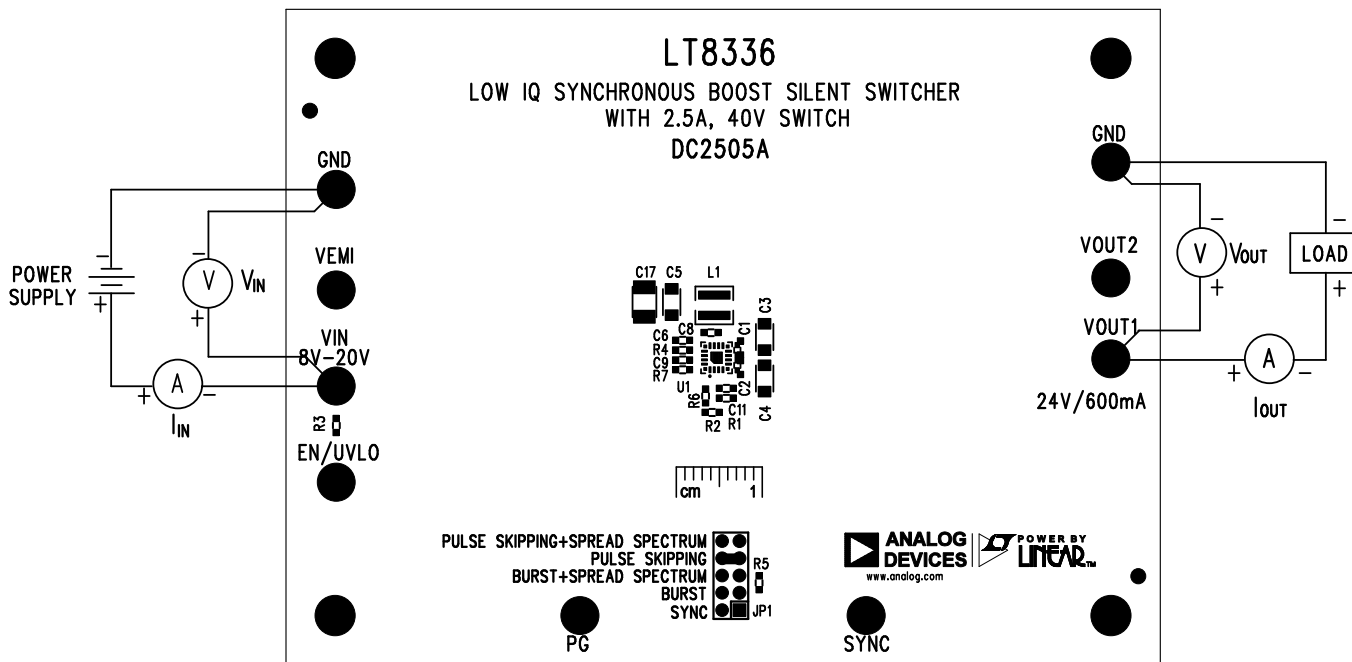 LT8336
LOW IQ SYNCHRONOUS BOOST SILENT SWITCHER
WITH 2.5A, 40V SWITCH
DC2505A
GND
GND
POWER
SUPPLY
-
+
-
V
+
VIN
VEMI
VIN
8V-20V
+
A
-
IIN
R3
EN/UVLO
C17
C5
L1
C3
C6
C8
C1
R4
C9
R7
U1
R6
C2
C4
C11
R2
R1
VOUT2
VOUT1
24V/600mA
-
V
+
VOUT
-
LOAD
+
+
A
-
IOUT
cm 1
PULSE SKIPPING+SPREAD SPECTRUM
PULSE SKIPPING
BURST+SPREAD SPECTRUM
BURST
SYNC
R5
JP1
PG
SYNC
ANALOG
DEVICES
www.analog.com
POWER BY
LINEAR™